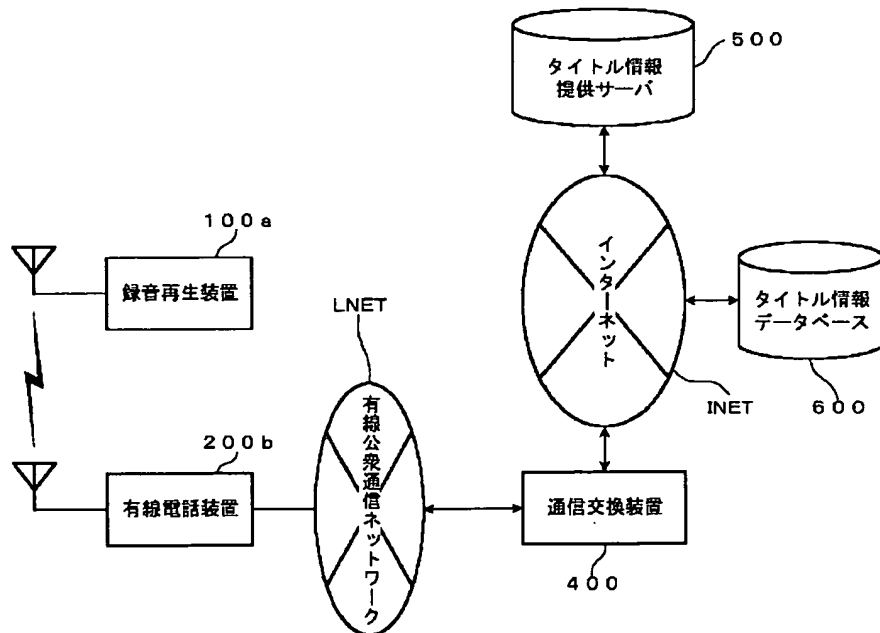 500
タイトル情報
提供サーバ
100a
録音再生装置
LNET
インターネット
タイトル情報
データベース
INET
600
200b
有線電話装置
有線公衆通信ネットワーク
通信交換装置
400